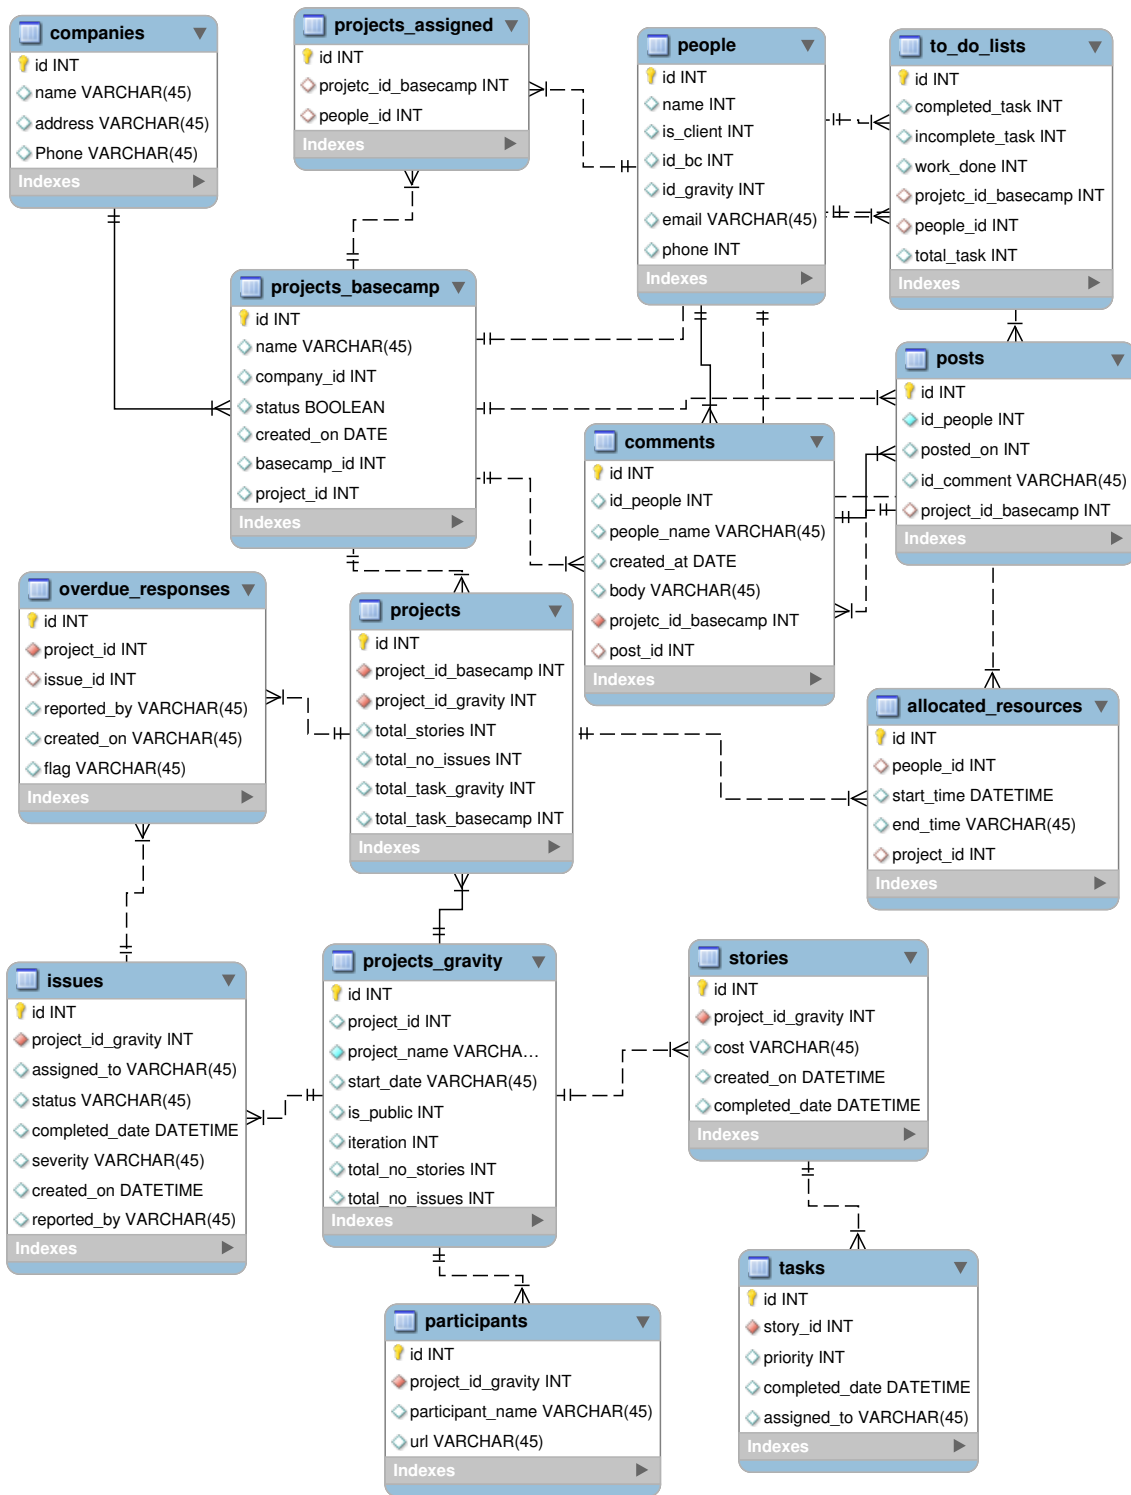 companies
id INT
name VARCHAR(45)
address VARCHAR(45)
Phone VARCHAR(45)
Indexes
projects_assigned
id INT
projetc_id_basecamp INT
people_id INT
Indexes
people
id INT
name INT
is_client INT
id_bc INT
id_gravity INT
email VARCHAR(45)
phone INT
Indexes
to_do_lists
id INT
completed_task INT
incomplete_task INT
work_done INT
projetc_id_basecamp INT
people_id INT
total_task INT
Indexes
projects_basecamp
id INT
name VARCHAR(45)
company_id INT
status BOOLEAN
created_on DATE
basecamp_id INT
project_id INT
Indexes
posts
id INT
id_people INT
posted_on INT
id_comment VARCHAR(45)
project_id_basecamp INT
Indexes
comments
id INT
id_people INT
people_name VARCHAR(45)
created_at DATE
body VARCHAR(45)
projetc_id_basecamp INT
post_id INT
Indexes
overdue_responses
id INT
project_id INT
issue_id INT
reported_by VARCHAR(45)
created_on VARCHAR(45)
flag VARCHAR(45)
Indexes
projects
id INT
project_id_basecamp INT
project_id_gravity INT
total_stories INT
total_no_issues INT
total_task_gravity INT
total_task_basecamp INT
Indexes
allocated_resources
id INT
people_id INT
start_time DATETIME
end_time VARCHAR(45)
project_id INT
Indexes
issues
id INT
project_id_gravity INT
assigned_to VARCHAR(45)
status VARCHAR(45)
completed_date DATETIME
severity VARCHAR(45)
created_on DATETIME
reported_by VARCHAR(45)
Indexes
projects_gravity
id INT
project_id INT
project_name VARCHA...
start_date VARCHAR(45)
is_public INT
iteration INT
total_no_stories INT
total_no_issues INT
Indexes
stories
id INT
project_id_gravity INT
cost VARCHAR(45)
created_on DATETIME
completed_date DATETIME
Indexes
tasks
id INT
story_id INT
priority INT
completed_date DATETIME
assigned_to VARCHAR(45)
Indexes
participants
id INT
project_id_gravity INT
participant_name VARCHAR(45)
url VARCHAR(45)
Indexes